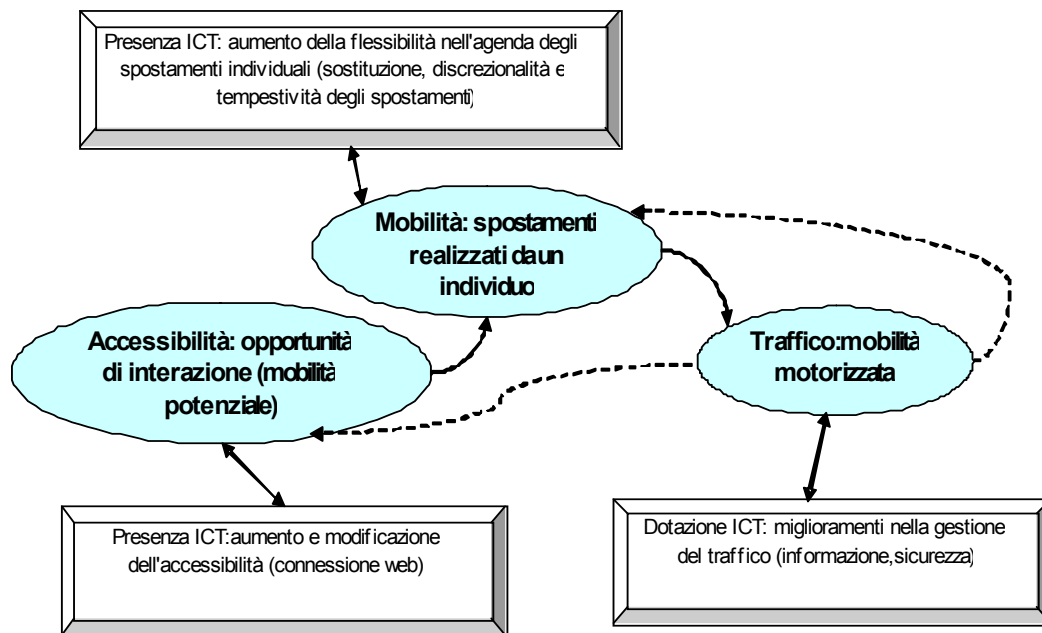 Presenza ICT: aumento della flessibilità nell'agenda degli
spostamenti individuali (sostituzione, discrezionalità e
tempestività degli spostamenti)
Mobilità: spostamenti
realizzati da un
individuo
Accessibilità: opportunità
di interazione (mobilità
potenziale)
Traffico:mobilità
motorizzata
Presenza ICT:aumento e modificazione
dell'accessibilità (connessione web)
Dotazione ICT: miglioramenti nella gestione
del traffico (informazione,sicurezza)